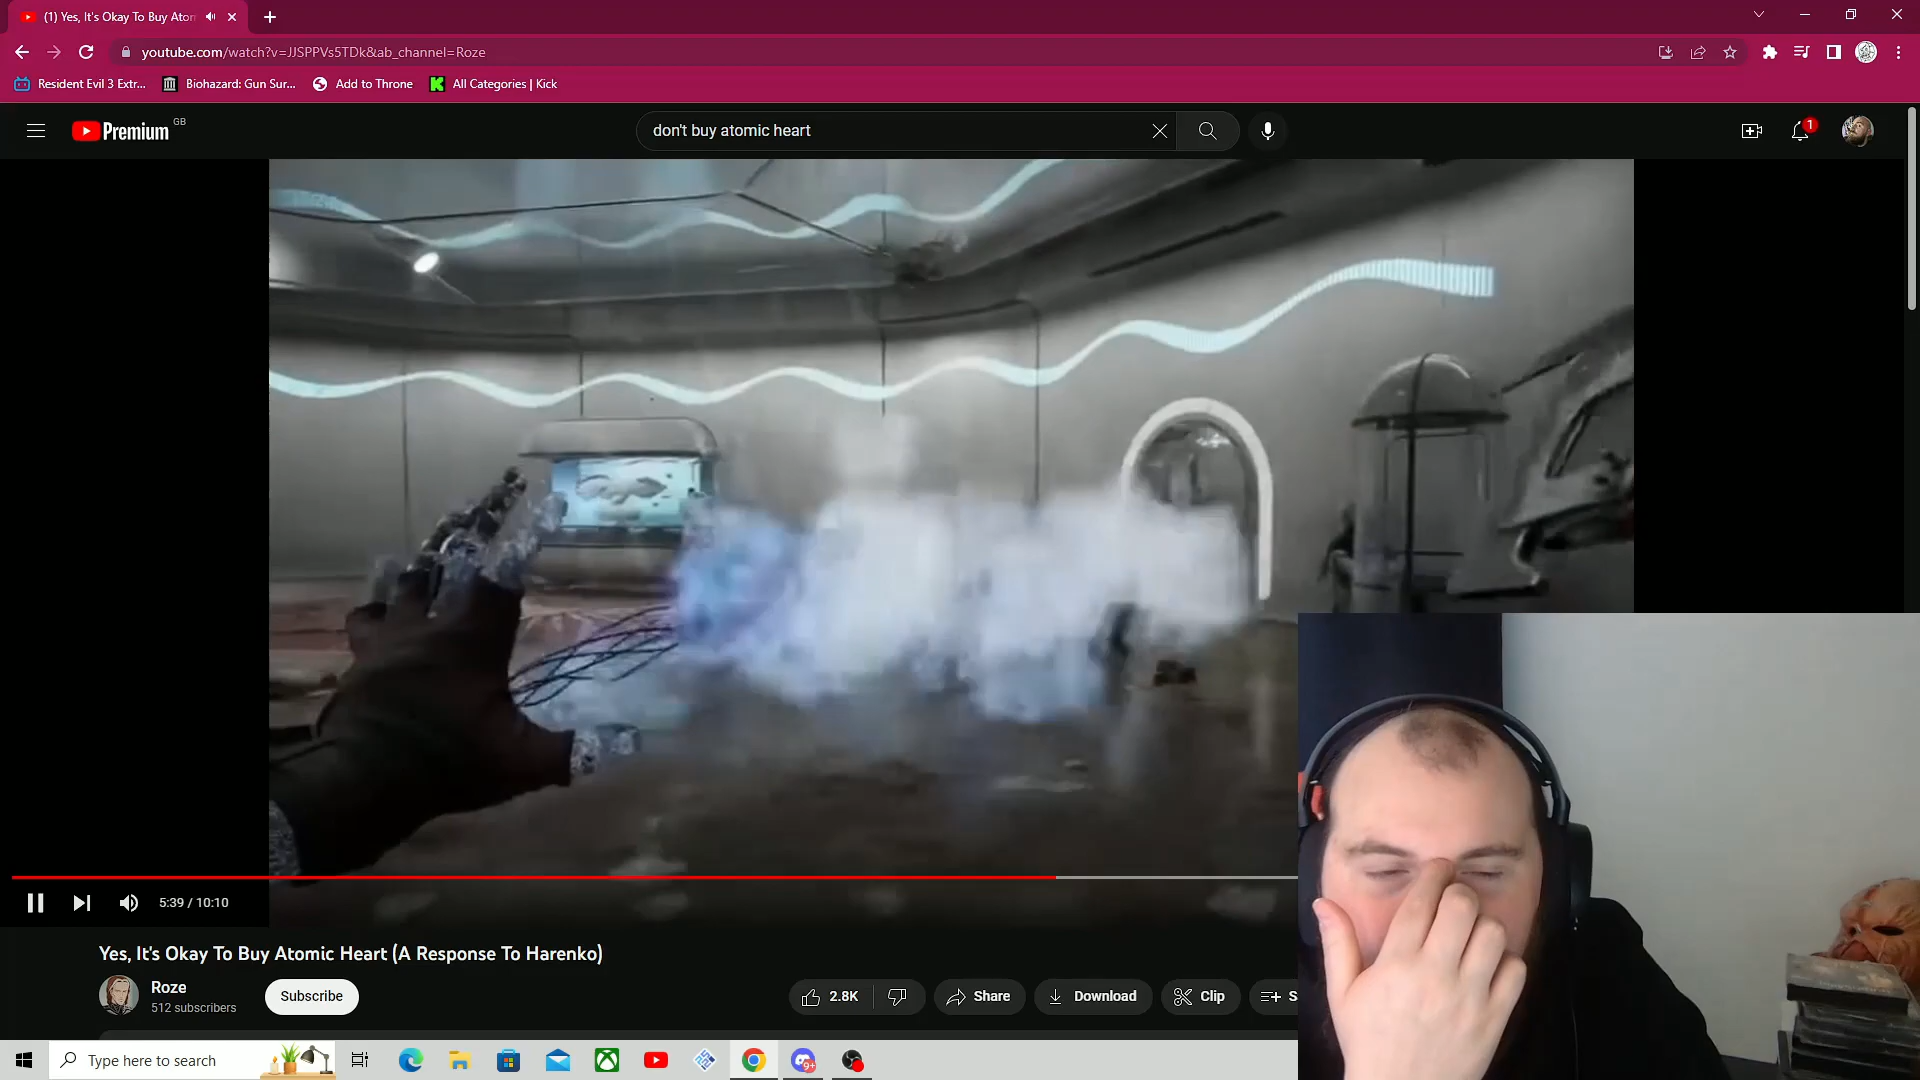 (1) Yes, It's Okay To Buy Atom
youtube.com/watch?v=JJSPPVs5TDk&ab_channel=Roze
Resident Evil 3 Extr...
Biohazard: Gun Sur...
Add to Throne
All Categories | Kick
Premium GB
don't buy atomic heart
1
5:39 / 10:10
Yes, It's Okay To Buy Atomic Heart (A Response To Harenko)
Roze
512 subscribers
Subscribe
2.8K
Share
Download
Clip
S
Type here to search
9+